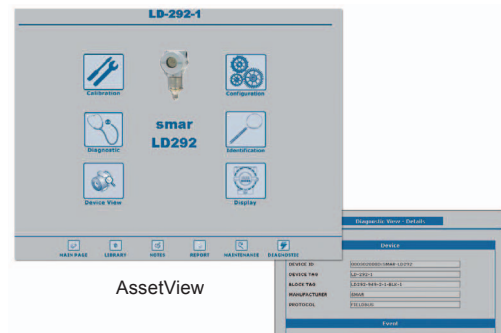 LD-292-1
Calibration
Configuration
smar
LD292
Diagnostic
Identification
Device View
Display
MAIN PAGE
LIBRARY
NOTES
REPORT
MAINTENANCE
DIAGNOSTIC
AssetView
Diagnostic View - Details
Device
DEVICE ID
DEVICE TAG LD-292-1
BLOCK TAG
MANUFACTURER SMAR
PROTOCOL FIELDBUS
Event